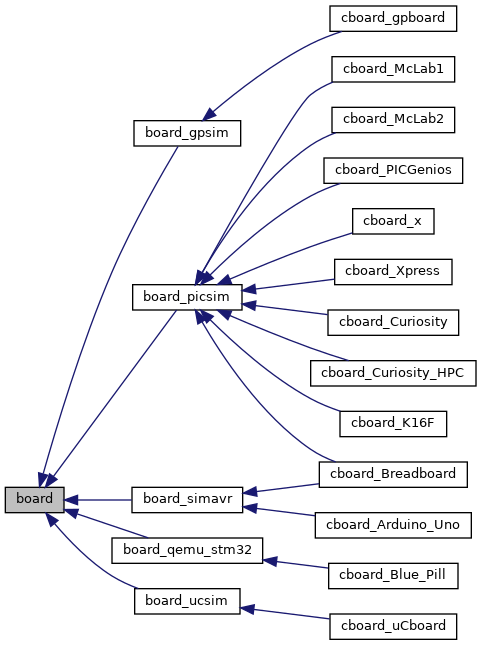 cboard_gpboard
cboard_McLab1
cboard_McLab2
board_gpsim
cboard_PICGenios
cboard_x
cboard_Xpress
board_picsim
cboard_Curiosity
cboard_Curiosity_HPC
cboard_K16F
cboard_Breadboard
board
board_simavr
cboard_Arduino_Uno
board_qemu_stm32
cboard_Blue_Pill
board_ucsim
cboard_uCboard